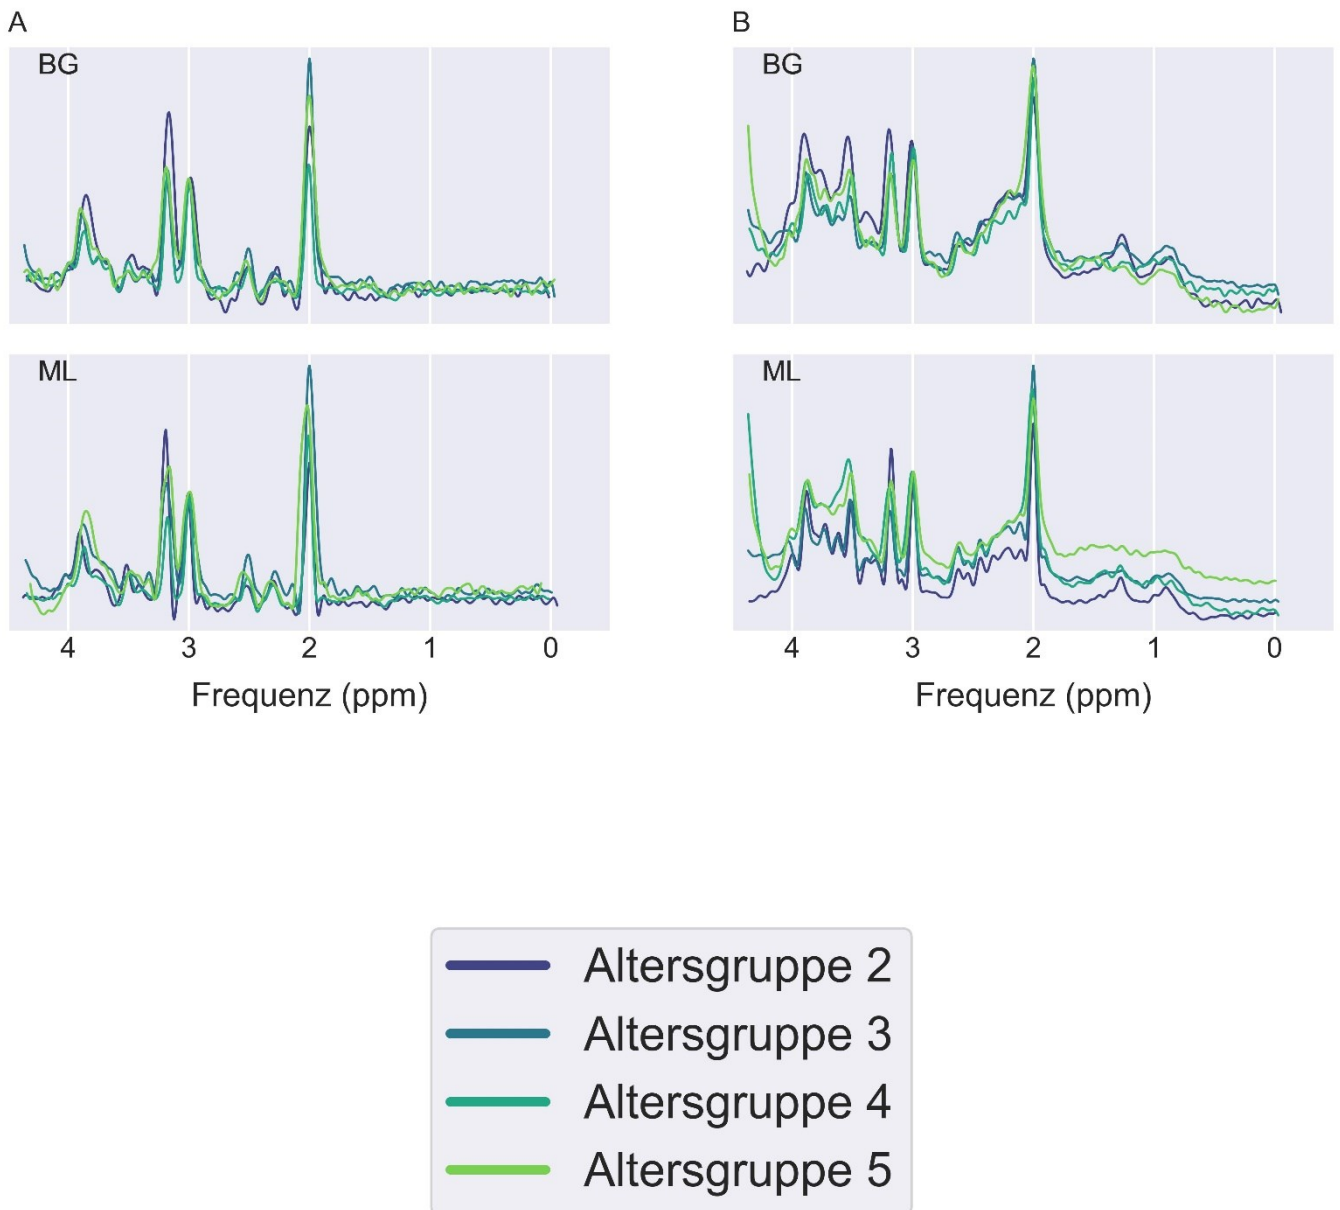 A
B
BG
BG
ML
ML
4 3 2 1 0
4 3 2 1 0
Frequenz (ppm)
Frequenz (ppm)
Altersgruppe 2
Altersgruppe 3
Altersgruppe 4
Altersgruppe 5